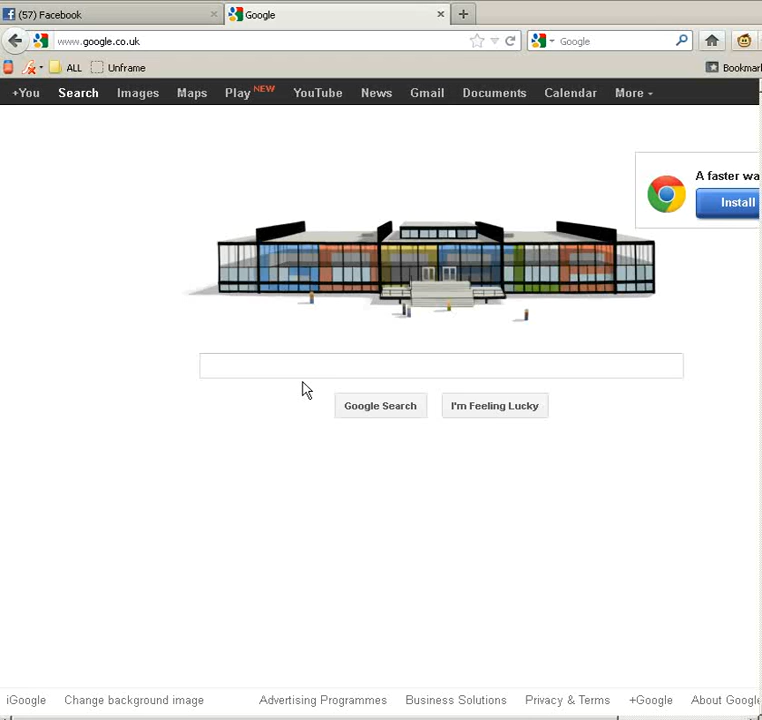 (57) Facebook
Google
www.google.co.uk
Google
ALL
Unframe
Bookmar
+You Search Images Maps Play NEW YouTube News Gmail Documents Calendar More
A faster wa
Install
Google
Google Search
I'm Feeling Lucky
iGoogle Change background image Advertising Programmes Business Solutions Privacy & Terms +Google About Google